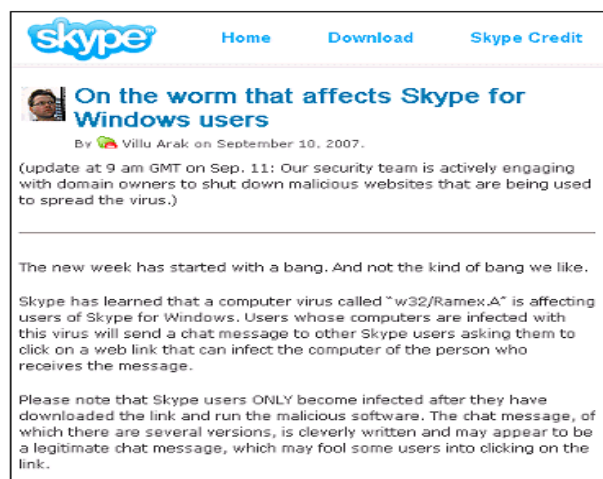 skype™
Home Download Skype Credit
On the worm that affects Skype for
Windows users
By Villu Arak on September 10, 2007.
(update at 9 am GMT on Sep. 11: Our security team is actively engaging
with domain owners to shut down malicious websites that are being used
to spread the virus.)
The new week has started with a bang. And not the kind of bang we like.
Skype has learned that a computer virus called "w32/Ramex.A" is affecting
users of Skype for Windows. Users whose computers are infected with
this virus will send a chat message to other Skype users asking them to
click on a web link that can infect the computer of the person who
receives the message.
Please note that Skype users ONLY become infected after they have
downloaded the link and run the malicious software. The chat message, of
which there are several versions, is cleverly written and may appear to be
a legitimate chat message, which may fool some users into clicking on the
link.